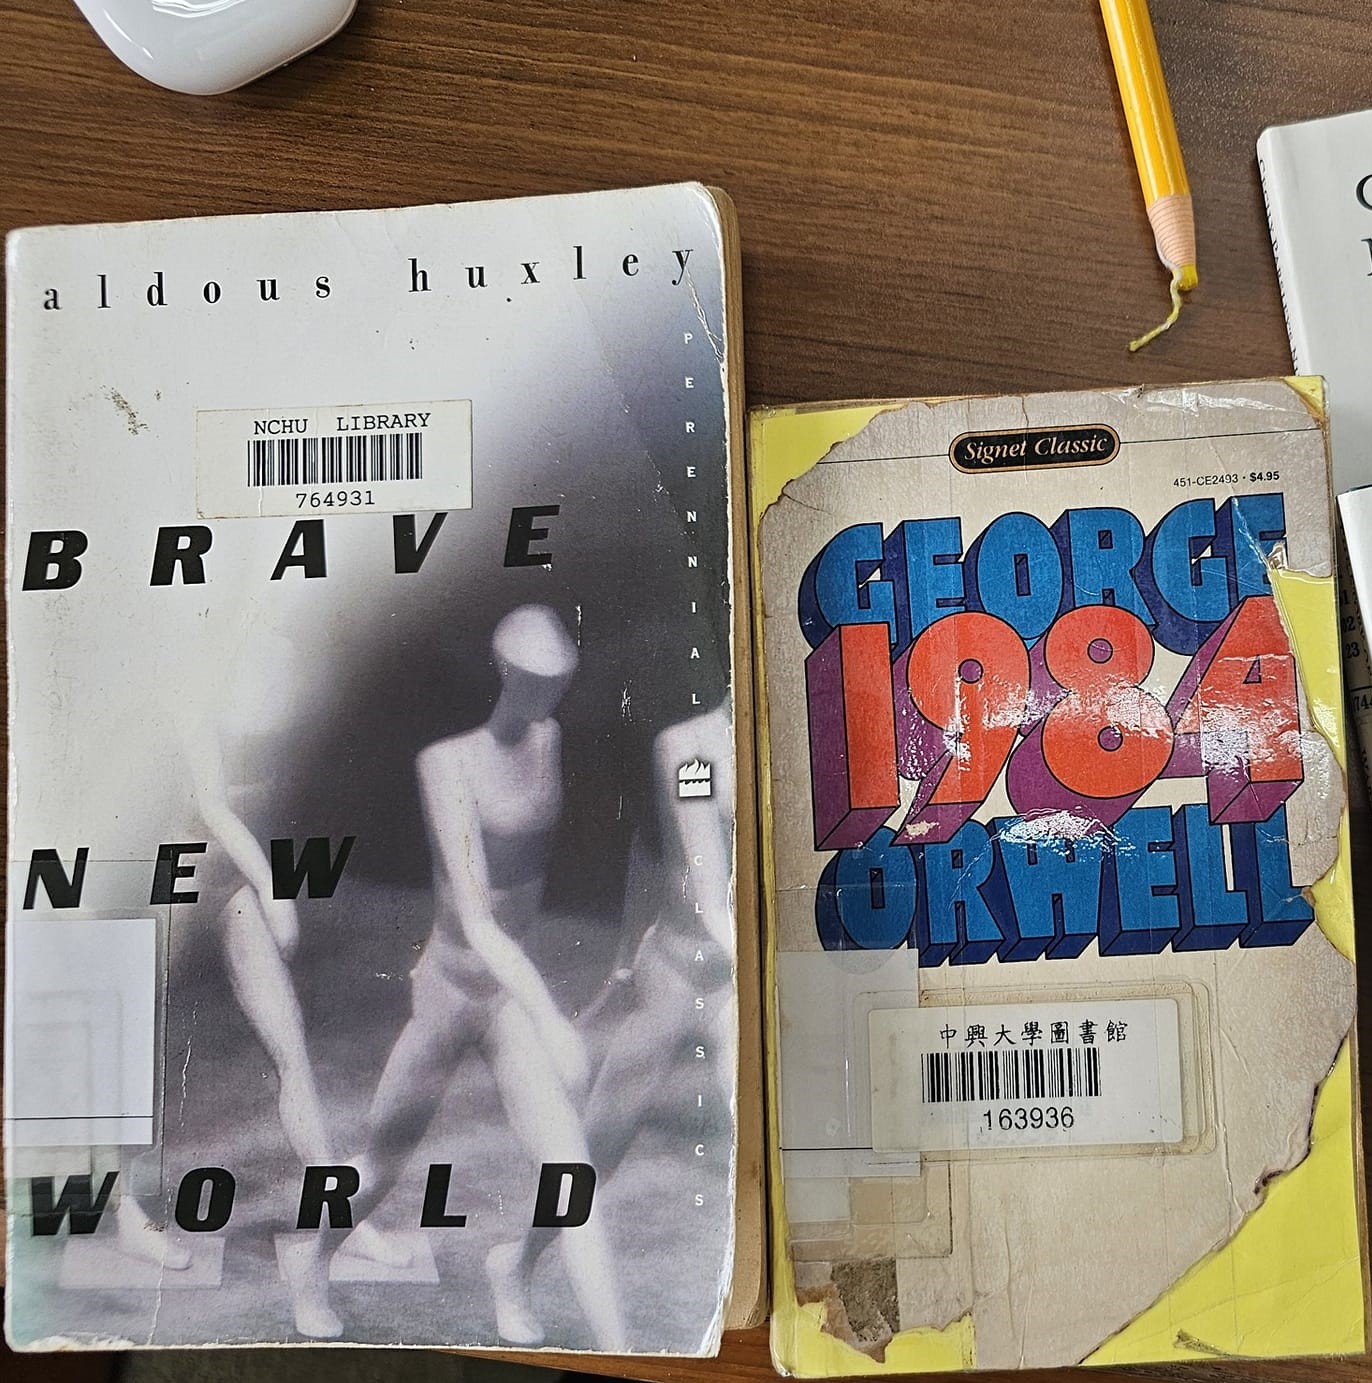 aldous huxley
PERENNIAL
CLASSICS
NCHU LIBRARY
764931
BRAVE
NEW
WORLD
Signet Classic
451-CE2493 · $4.95
GEORGE
1984
ORWELL
中興大學圖書館
163936